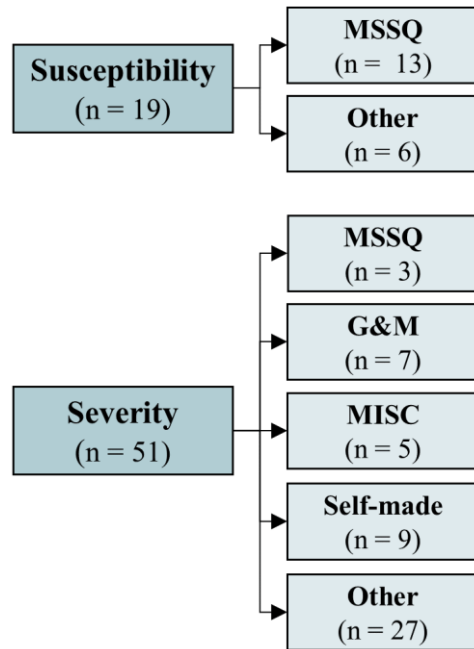 Susceptibility
(n = 19)
MSSQ
(n = 13)
Other
(n = 6)
Severity
(n = 51)
MSSQ
(n = 3)
G&M
(n = 7)
MISC
(n = 5)
Self-made
(n = 9)
Other
(n = 27)